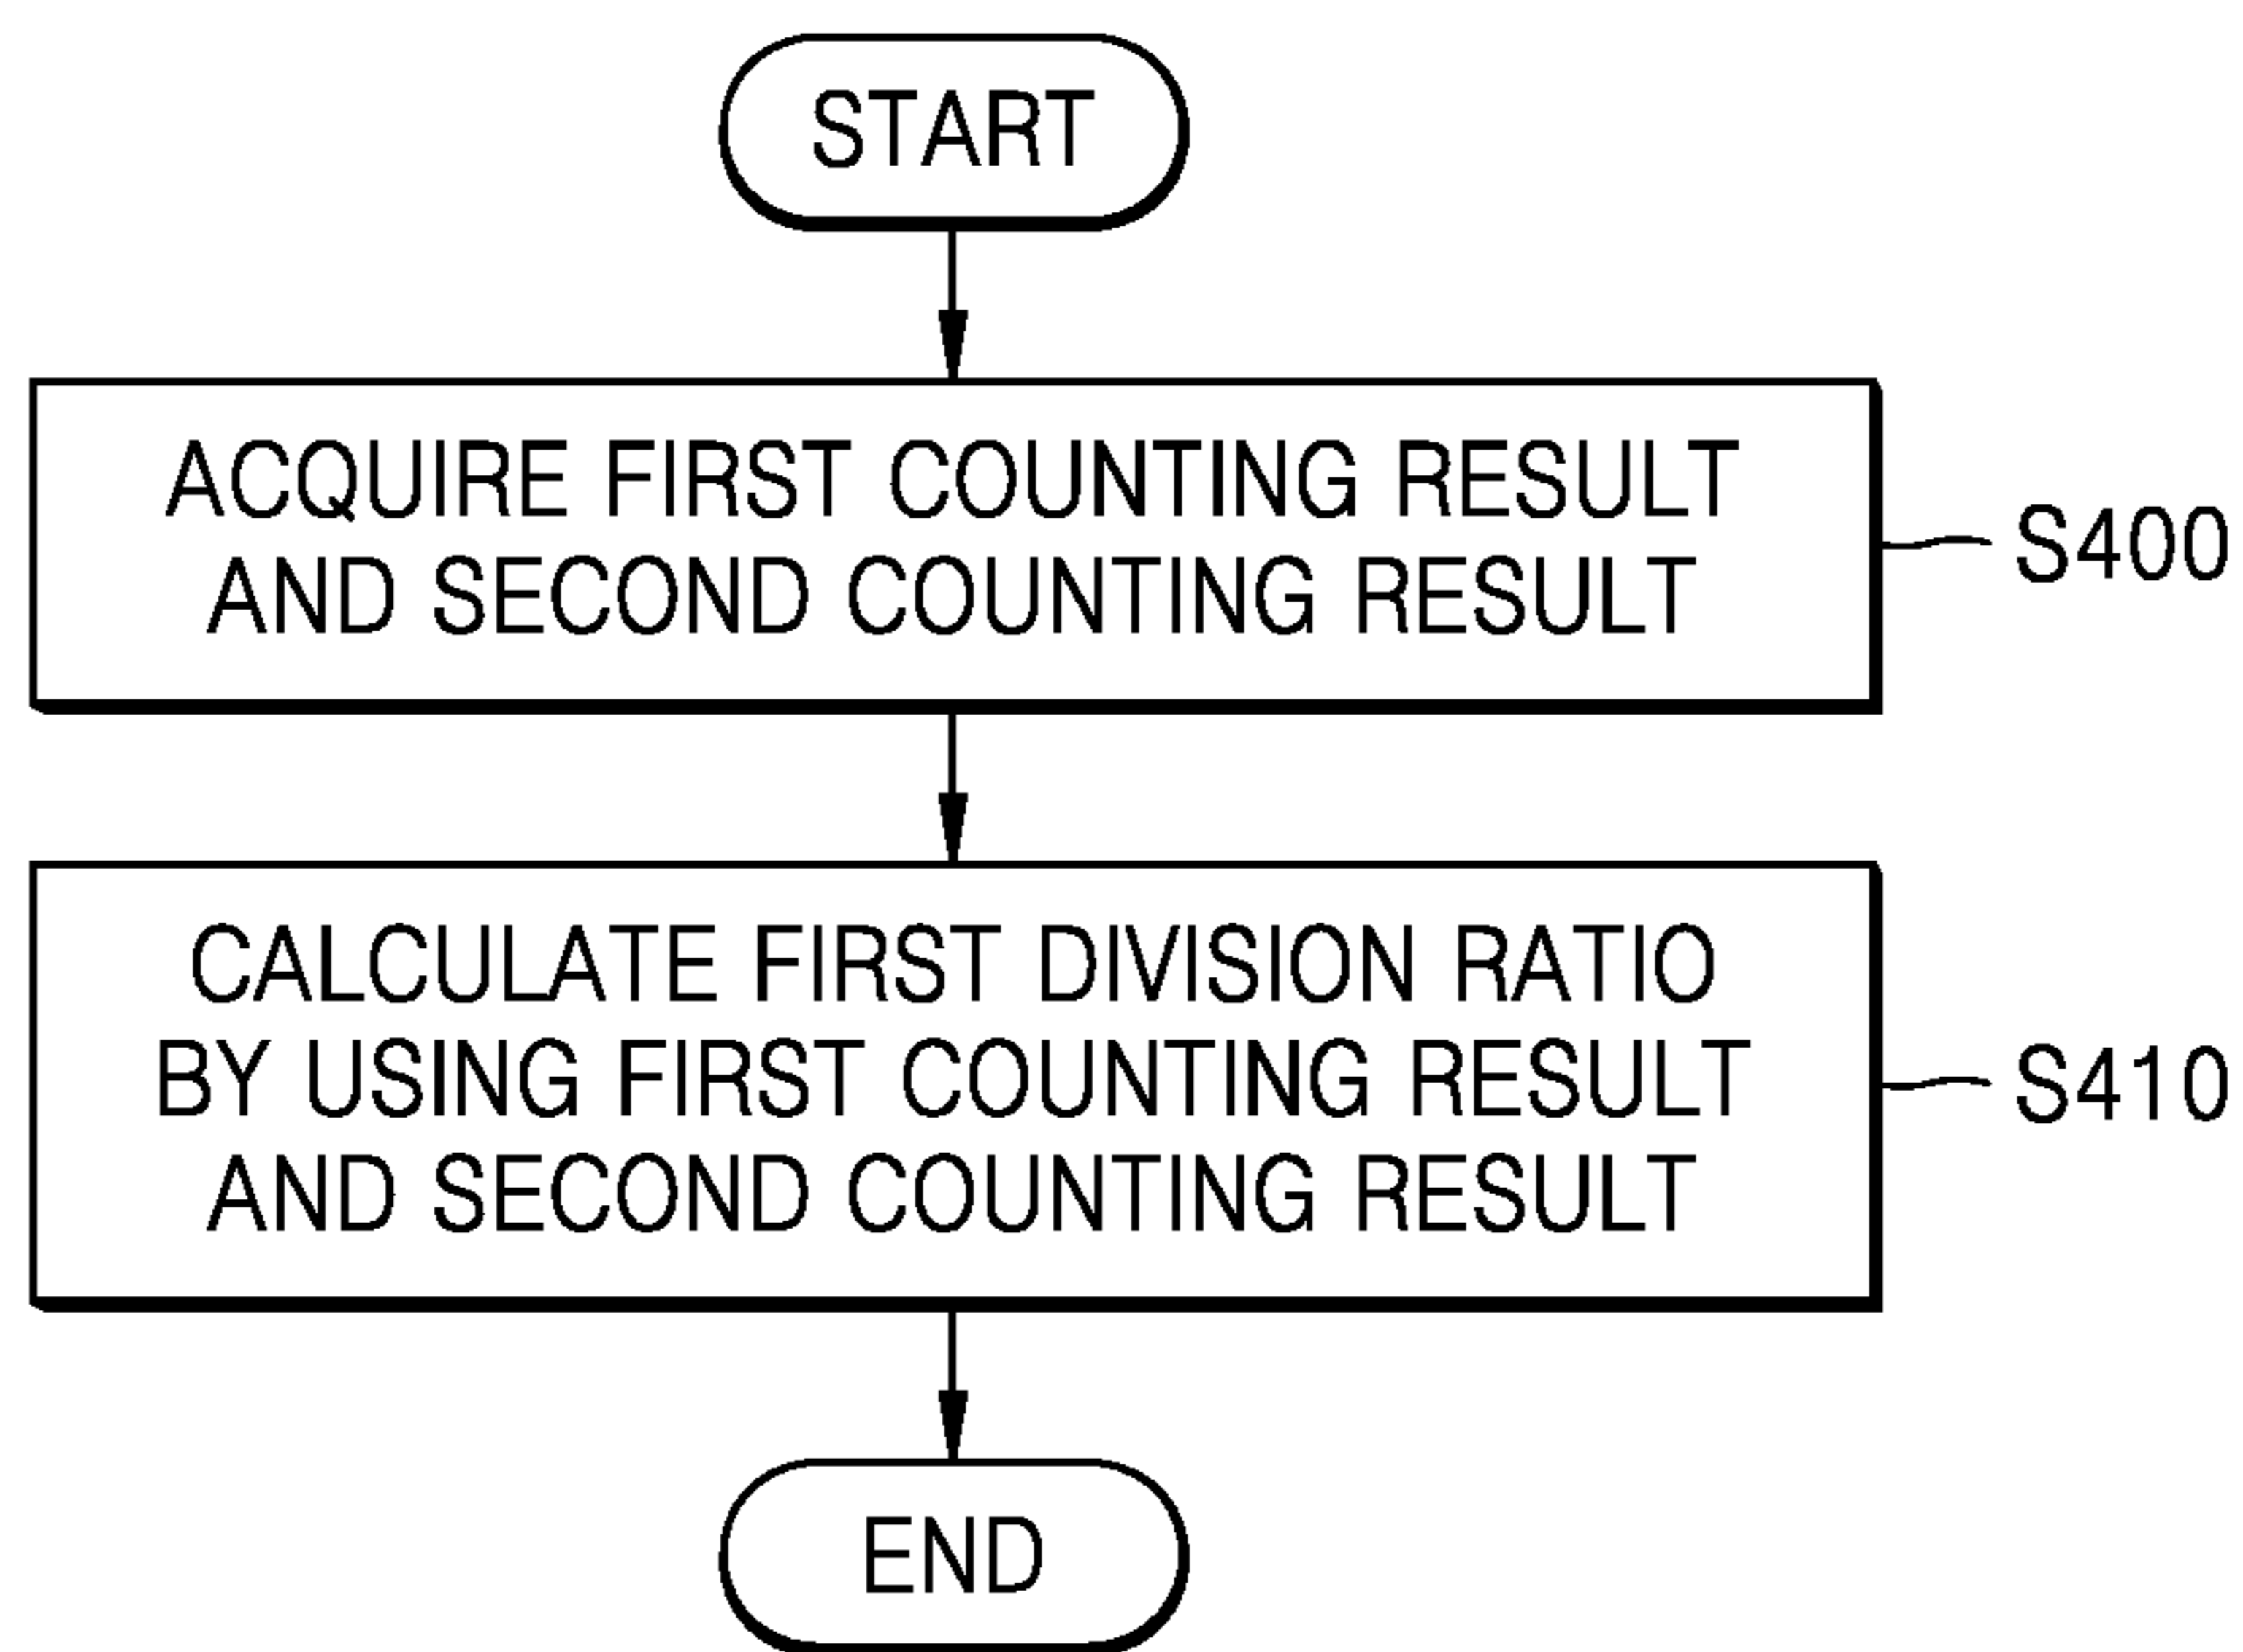 START
ACQUIRE FIRST COUNTING RESULT
AND SECOND COUNTING RESULT
S400
CALCULATE FIRST DIVISION RATIO
BY USING FIRST COUNTING RESULT
AND SECOND COUNTING RESULT
S410
END